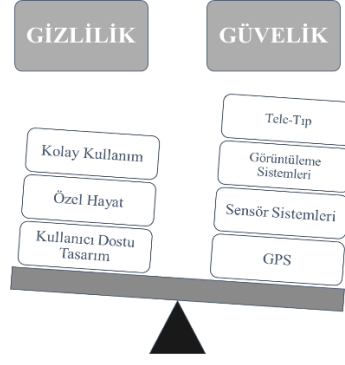 GİZLİLİK
GÜVELİK
Kolay Kullanım
Özel Hayat
Kullanıcı Dostu
Tasarım
Tele-Tıp
Görüntüleme
Sistemleri
Sensör Sistemleri
GPS